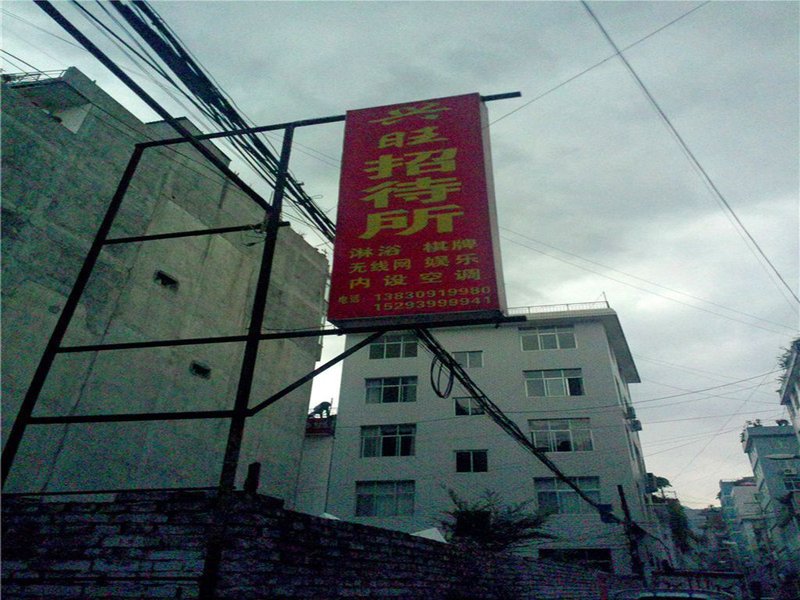 兴旺
招待所
淋浴 棋牌
无线网 娱乐
内设空调
电话 13830919980
15293999941